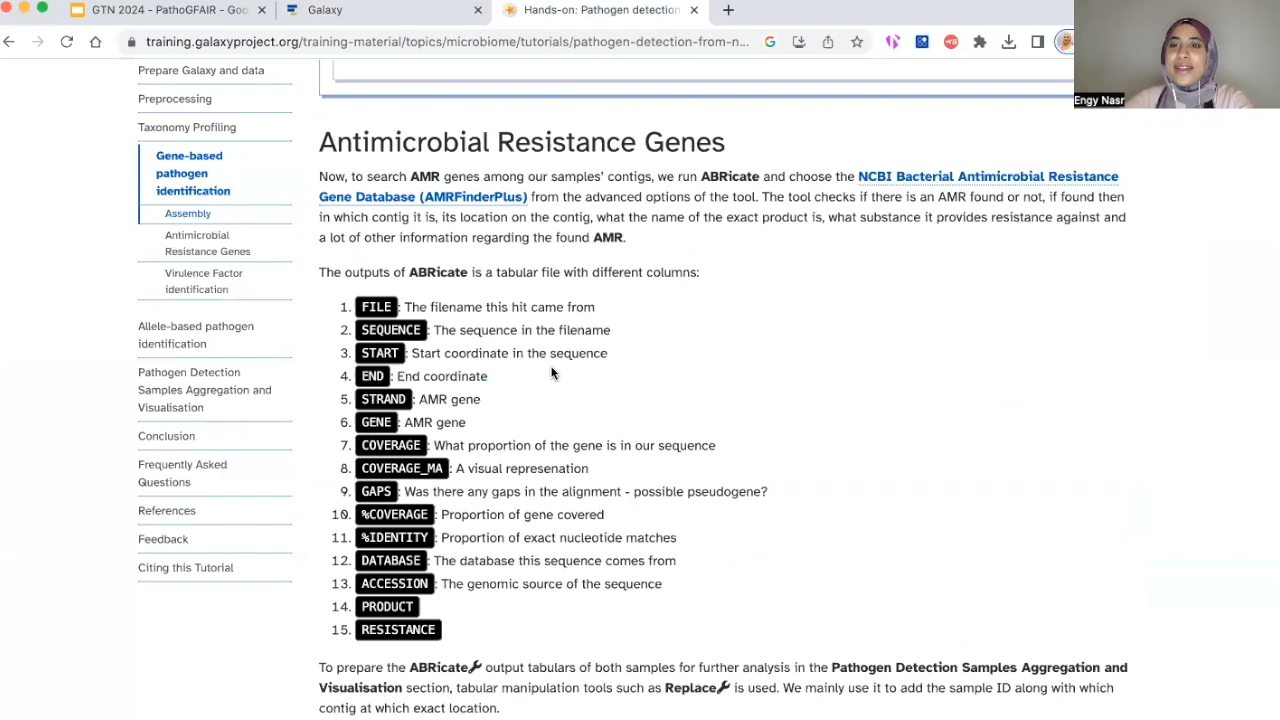 GTN 2024 - PathoGFAIR - Goo
Galaxy
Hands-on: Pathogen detection
training.galaxyproject.org/training-material/topics/microbiome/tutorials/pathogen-detection-from-n...
Engy Nasr
Prepare Galaxy and data
Preprocessing
Taxonomy Profiling
Gene-based
pathogen
identification
Assembly
Antimicrobial
Resistance Genes
Virulence Factor
identification
Allele-based pathogen
identification
Pathogen Detection
Samples Aggregation and
Visualisation
Conclusion
Frequently Asked
Questions
References
Feedback
Citing this Tutorial
Antimicrobial Resistance Genes
Now, to search AMR genes among our samples' contigs, we run ABRicate and choose the NCBI Bacterial Antimicrobial Resistance
Gene Database (AMRFinderPlus) from the advanced options of the tool. The tool checks if there is an AMR found or not, if found then
in which contig it is, its location on the contig, what the name of the exact product is, what substance it provides resistance against and
a lot of other information regarding the found AMR.
The outputs of ABRicate is a tabular file with different columns:
1. FILE : The filename this hit came from
2. SEQUENCE : The sequence in the filename
3. START : Start coordinate in the sequence
4. END : End coordinate
5. STRAND : AMR gene
6. GENE : AMR gene
7. COVERAGE : What proportion of the gene is in our sequence
8. COVERAGE_MA : A visual represenation
9. GAPS : Was there any gaps in the alignment - possible pseudogene?
10. %COVERAGE : Proportion of gene covered
11. %IDENTITY : Proportion of exact nucleotide matches
12. DATABASE : The database this sequence comes from
13. ACCESSION : The genomic source of the sequence
14. PRODUCT
15. RESISTANCE
To prepare the ABRicate output tabulars of both samples for further analysis in the Pathogen Detection Samples Aggregation and
Visualisation section, tabular manipulation tools such as Replace is used. We mainly use it to add the sample ID along with which
contig at which exact location.